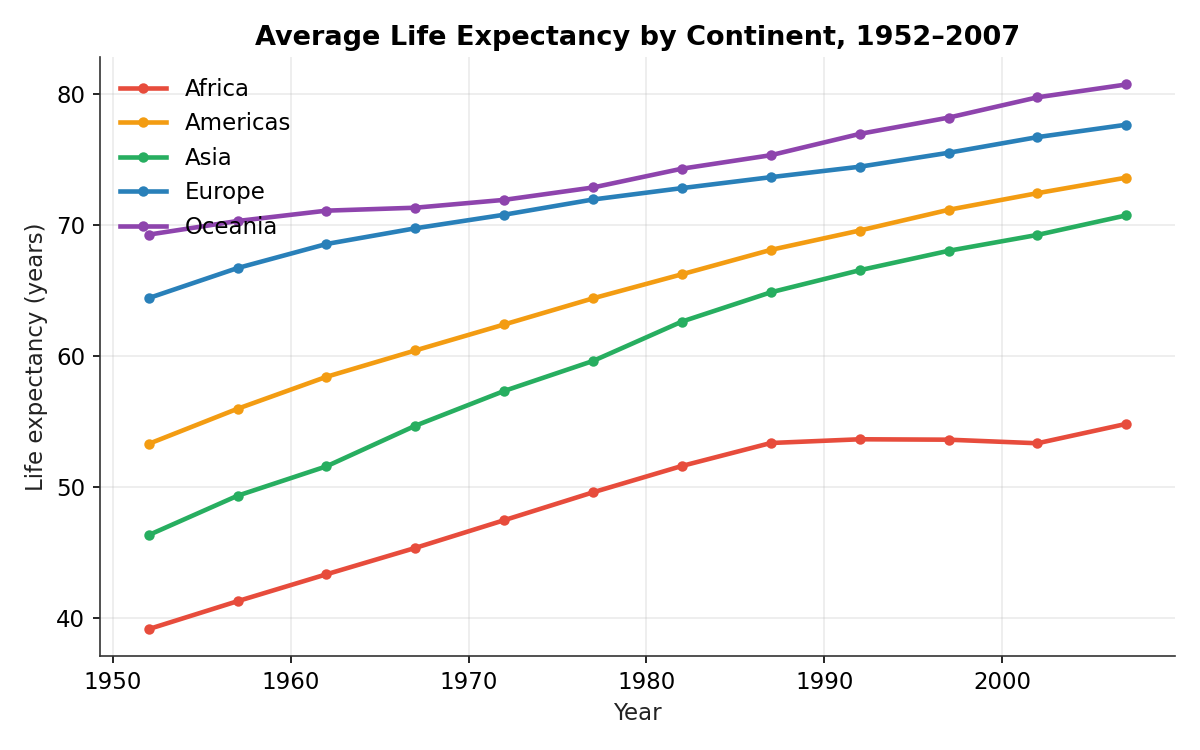 Average Life Expectancy by Continent, 1952–2007
Africa
Americas
Asia
Europe
Oceania
Life expectancy (years)
80
70
60
50
40
1950 1960 1970 1980 1990 2000
Year